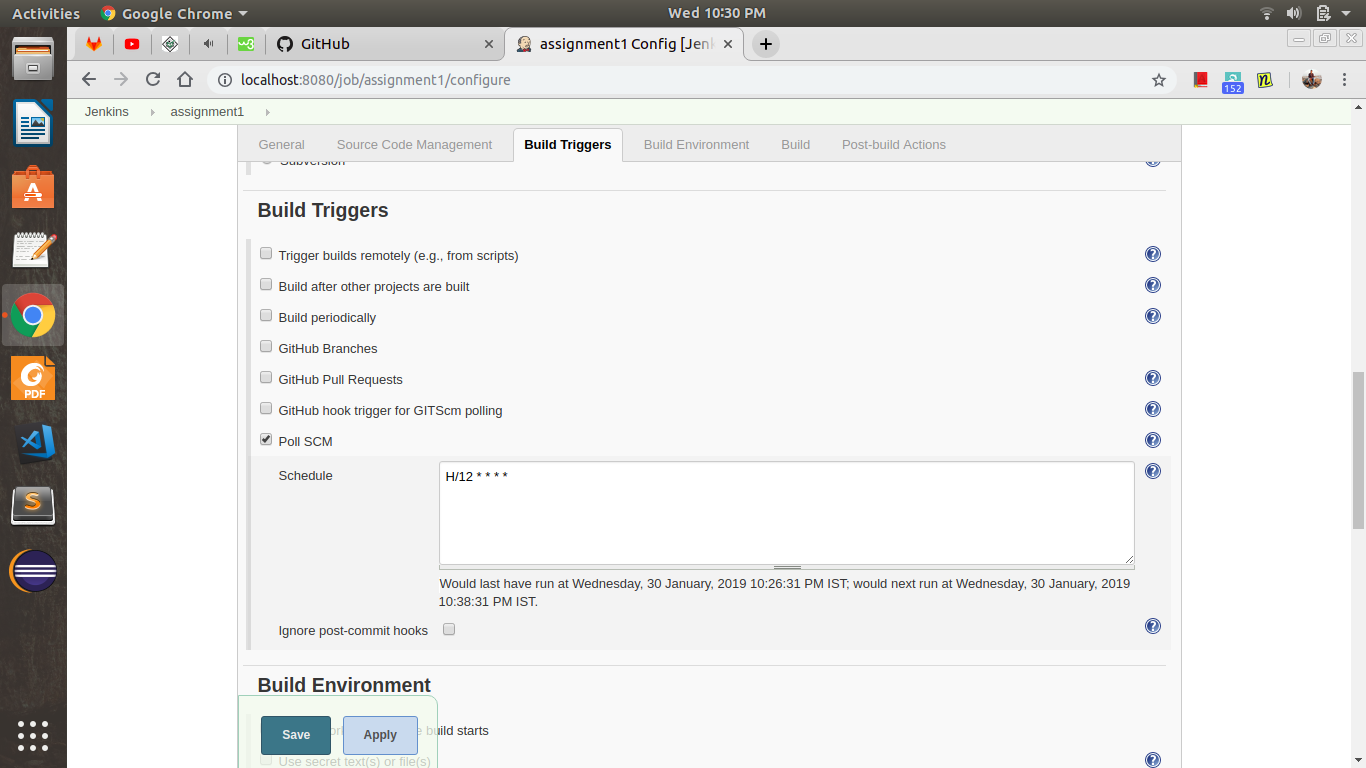 Activities Google Chrome Wed 10:30 PM
GitHub assignment1 Config [Jen
localhost:8080/job/assignment1/configure
152
Jenkins assignment1
General Source Code Management Build Triggers Build Environment Build Post-build Actions
Subversion
Build Triggers
Trigger builds remotely (e.g., from scripts)
Build after other projects are built
Build periodically
GitHub Branches
GitHub Pull Requests
GitHub hook trigger for GITScm polling
Poll SCM
Schedule H/12 * * * *
Would last have run at Wednesday, 30 January, 2019 10:26:31 PM IST; would next run at Wednesday, 30 January, 2019
10:38:31 PM IST.
Ignore post-commit hooks
Build Environment
build starts
Save Apply
Use secret text(s) or file(s)
PDF